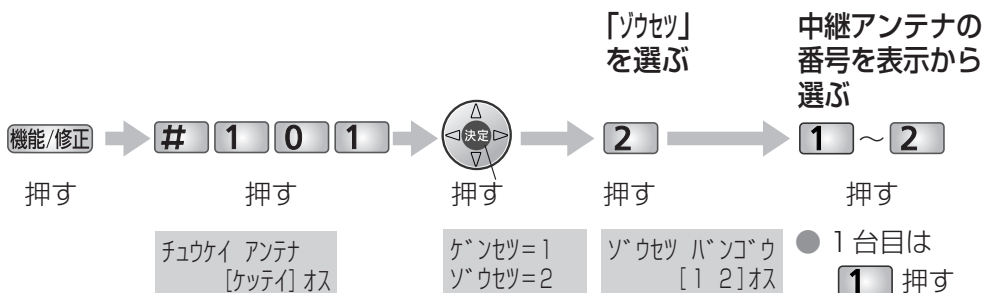 「ｿﾞｳｾﾂ」
を選ぶ
中継アンテナの
番号を表示から
選ぶ
機能/修正
# 1 0 1
決定
2
1 ～ 2
押す
押す
押す
押す
押す
ﾁｭｳｹｲ ｱﾝﾃﾅ
[ｹｯﾃｲ] ｵｽ
ｹﾞﾝｾﾂ=1
ｿﾞｳｾﾂ=2
ｿﾞｳｾﾂ ﾊﾞﾝｺﾞｳ
[1 2]ｵｽ
● 1台目は
1 押す